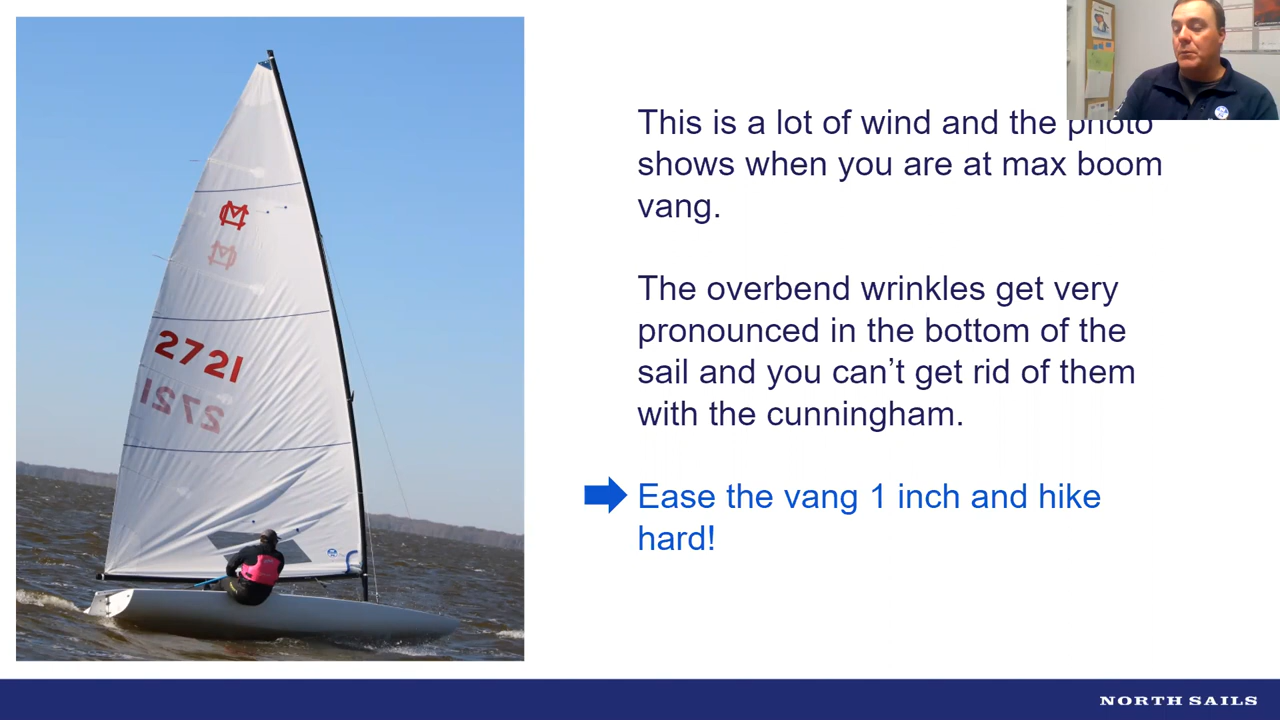 This is a lot of wind and the photo
shows when you are at max boom
vang.
The overbend wrinkles get very
pronounced in the bottom of the
sail and you can’t get rid of them
with the cunningham.
Ease the vang 1 inch and hike
hard!
2721
2721
NORTH SAILS